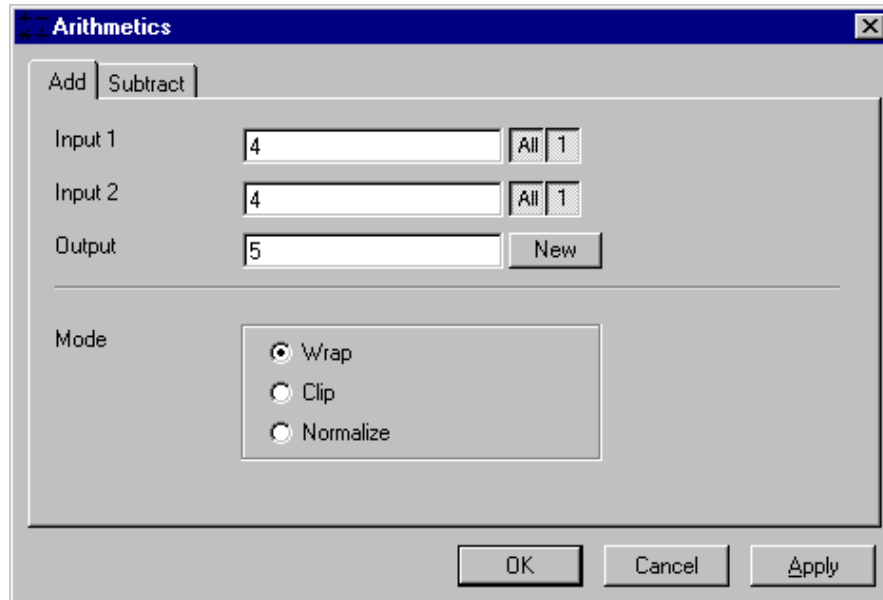 Arithmetics
Add Subtract
Input 1 4 All 1
Input 2 4 All 1
Output 5 New
Mode
Wrap
Clip
Normalize
OK Cancel Apply